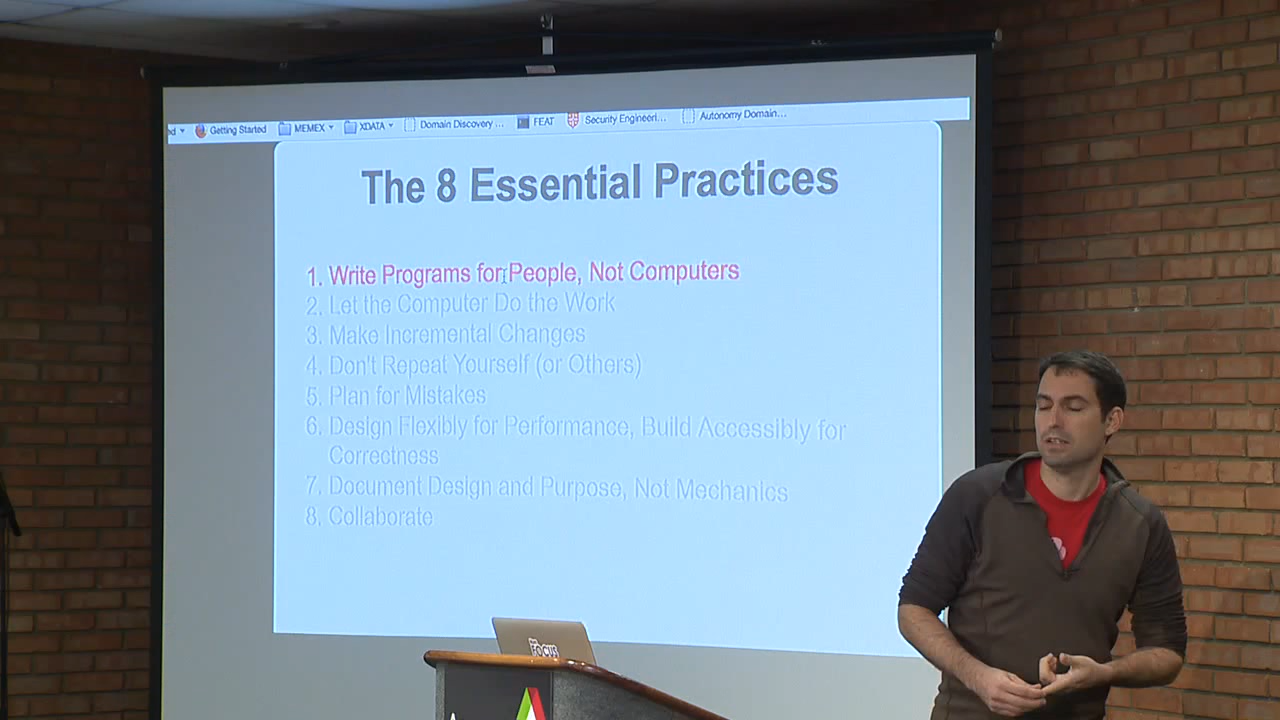 Getting Started MEMEX XDATA Domain Discovery ... FEAT Security Engineeri... Autonomy Domain...
The 8 Essential Practices
1. Write Programs for People, Not Computers
2. Let the Computer Do the Work
3. Make Incremental Changes
4. Don't Repeat Yourself (or Others)
5. Plan for Mistakes
6. Design Flexibly for Performance, Build Accessibly for
Correctness
7. Document Design and Purpose, Not Mechanics
8. Collaborate
FOCUS